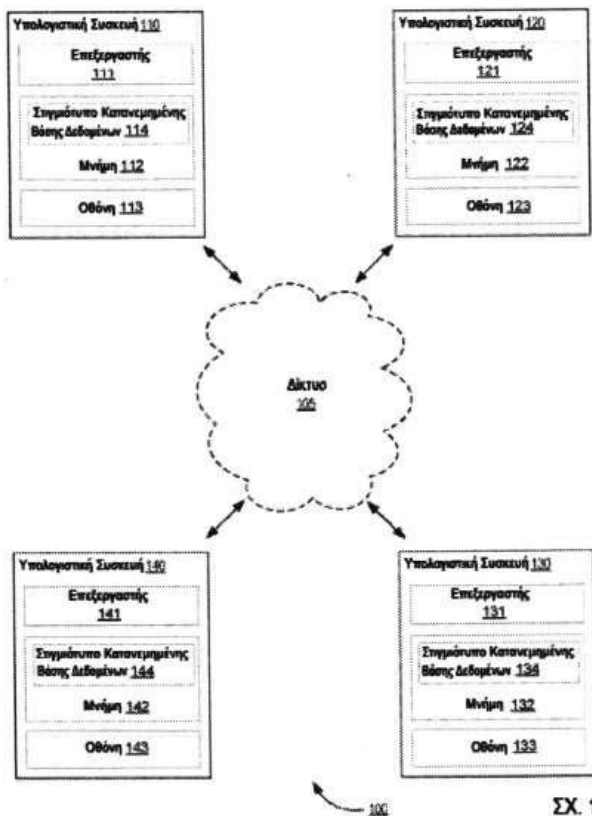 Υπολογιστική Συσκευή 110
Επεξεργαστής
111
Στιγμιότυπο Κατανεμημένης
Βάσης Δεδομένων 114
Μνήμη 112
Οθόνη 113
Υπολογιστική Συσκευή 120
Επεξεργαστής
121
Στιγμιότυπο Κατανεμημένης
Βάσης Δεδομένων 124
Μνήμη 122
Οθόνη 123
Δίκτυο
105
Υπολογιστική Συσκευή 140
Επεξεργαστής
141
Στιγμιότυπο Κατανεμημένης
Βάσης Δεδομένων 144
Μνήμη 142
Οθόνη 143
Υπολογιστική Συσκευή 130
Επεξεργαστής
131
Στιγμιότυπο Κατανεμημένης
Βάσης Δεδομένων 134
Μνήμη 132
Οθόνη 133
100
ΣΧ. 1